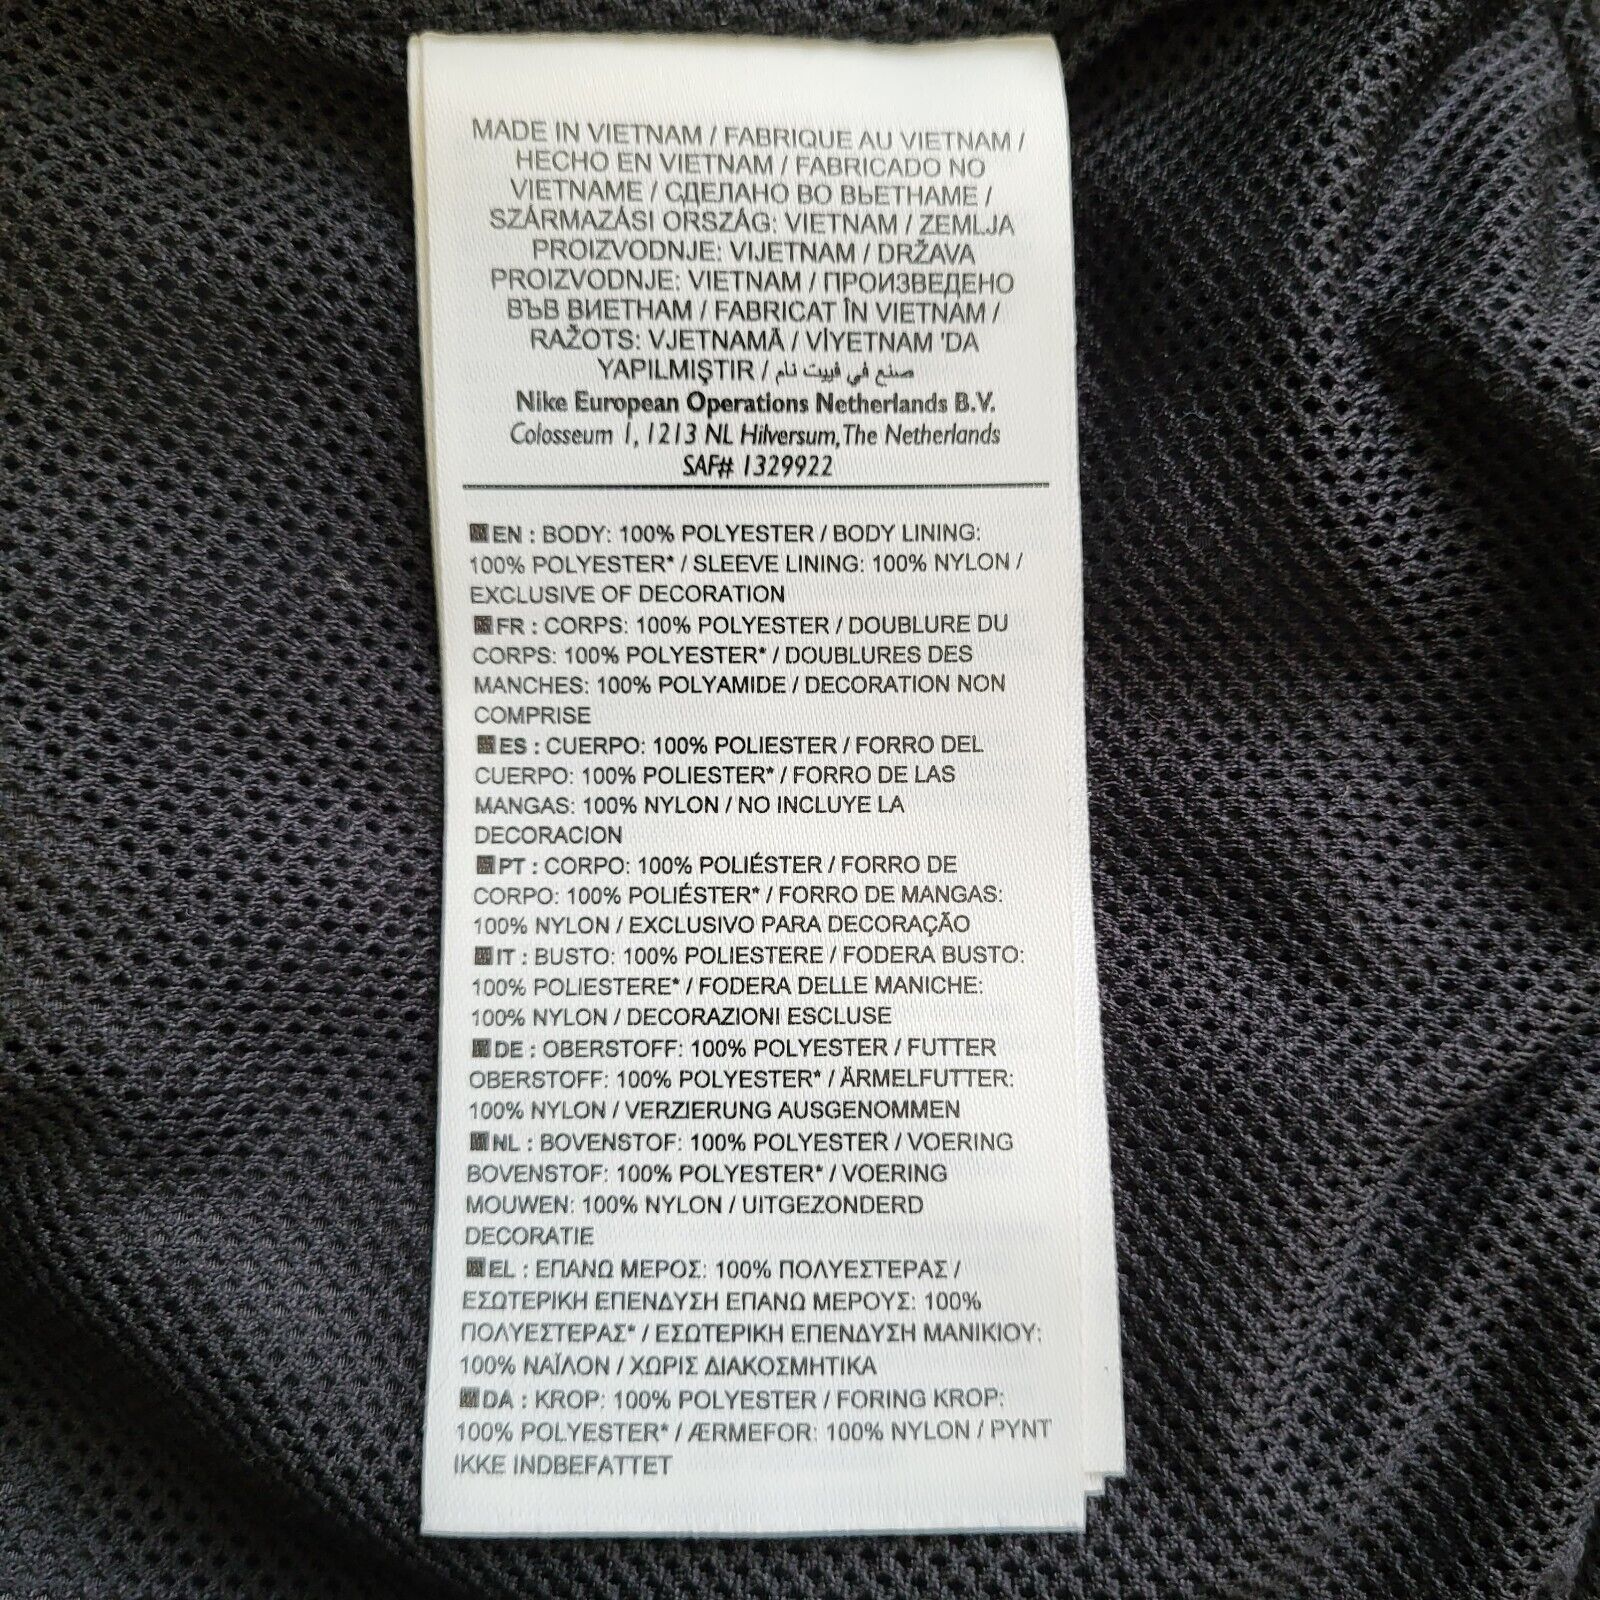 MADE IN VIETNAM / FABRIQUE AU VIETNAM /
HECHO EN VIETNAM / FABRICADO NO
VIETNAME / СДЕЛАНО ВО ВЬЕТНАМЕ /
SZÁRMAZÁSI ORSZÁG: VIETNAM / ZEMLJA
PROIZVODNJE: VIJETNAM / DRŽAVA
PROIZVODNJE: VIETNAM / ПРОИЗВЕДЕНО
ВЪВ ВИЕТНАМ / FABRICAT ÎN VIETNAM /
RAŽOTS: VJETNAMĀ / VİYETNAM 'DA
YAPILMIŞTIR / صنع في فييت نام
Nike European Operations Netherlands B.V.
Colosseum 1, 1213 NL Hilversum, The Netherlands
SAF# 1329922
EN : BODY: 100% POLYESTER / BODY LINING:
100% POLYESTER* / SLEEVE LINING: 100% NYLON /
EXCLUSIVE OF DECORATION
FR : CORPS: 100% POLYESTER / DOUBLURE DU
CORPS: 100% POLYESTER* / DOUBLURES DES
MANCHES: 100% POLYAMIDE / DECORATION NON
COMPRISE
ES : CUERPO: 100% POLIESTER / FORRO DEL
CUERPO: 100% POLIESTER* / FORRO DE LAS
MANGAS: 100% NYLON / NO INCLUYE LA
DECORACION
PT : CORPO: 100% POLIÉSTER / FORRO DE
CORPO: 100% POLIÉSTER* / FORRO DE MANGAS:
100% NYLON / EXCLUSIVO PARA DECORAÇÃO
IT : BUSTO: 100% POLIESTERE / FODERA BUSTO:
100% POLIESTERE* / FODERA DELLE MANICHE:
100% NYLON / DECORAZIONI ESCLUSE
DE : OBERSTOFF: 100% POLYESTER / FUTTER
OBERSTOFF: 100% POLYESTER* / ÄRMELFUTTER:
100% NYLON / VERZIERUNG AUSGENOMMEN
NL : BOVENSTOF: 100% POLYESTER / VOERING
BOVENSTOF: 100% POLYESTER* / VOERING
MOUWEN: 100% NYLON / UITGEZONDERD
DECORATIE
EL : ΕΠΑΝΩ ΜΕΡΟΣ: 100% ΠΟΛΥΕΣΤΕΡΑΣ /
ΕΣΩΤΕΡΙΚΗ ΕΠΕΝΔΥΣΗ ΕΠΑΝΩ ΜΕΡΟΥΣ: 100%
ΠΟΛΥΕΣΤΕΡΑΣ* / ΕΣΩΤΕΡΙΚΗ ΕΠΕΝΔΥΣΗ ΜΑΝΙΚΙΟΥ:
100% ΝΑΪΛΟΝ / ΧΩΡΙΣ ΔΙΑΚΟΣΜΗΤΙΚΑ
DA : KROP: 100% POLYESTER / FORING KROP:
100% POLYESTER* / ÆRMEFOR: 100% NYLON / PYNT
IKKE INDBEFATTET